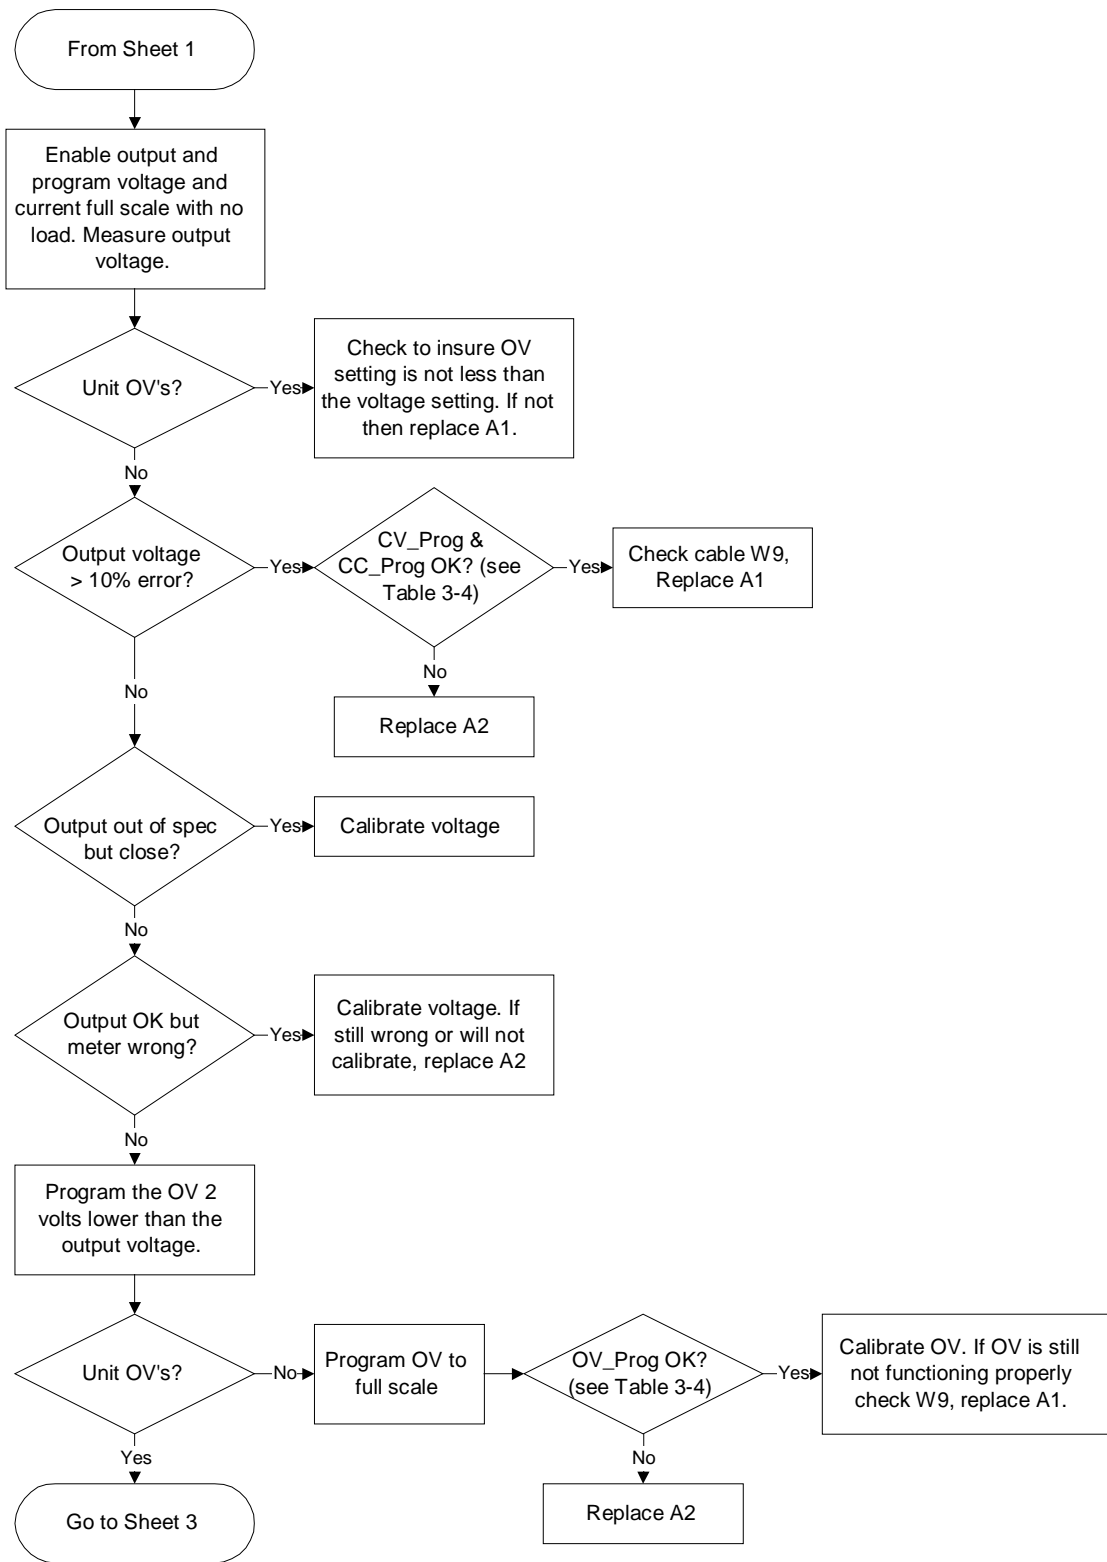 From Sheet 1
Enable output and
program voltage and
current full scale with no
load. Measure output
voltage.
Unit OV's?
Yes
Check to insure OV
setting is not less than
the voltage setting. If not
then replace A1.
No
Output voltage
> 10% error?
Yes
CV_Prog &
CC_Prog OK? (see
Table 3-4)
Yes
Check cable W9,
Replace A1
No
Replace A2
No
Output out of spec
but close?
Yes
Calibrate voltage
No
Output OK but
meter wrong?
Yes
Calibrate voltage. If
still wrong or will not
calibrate, replace A2
No
Program the OV 2
volts lower than the
output voltage.
Unit OV's?
No
Program OV to
full scale
OV_Prog OK?
(see Table 3-4)
Yes
Calibrate OV. If OV is still
not functioning properly
check W9, replace A1.
No
Replace A2
Yes
Go to Sheet 3